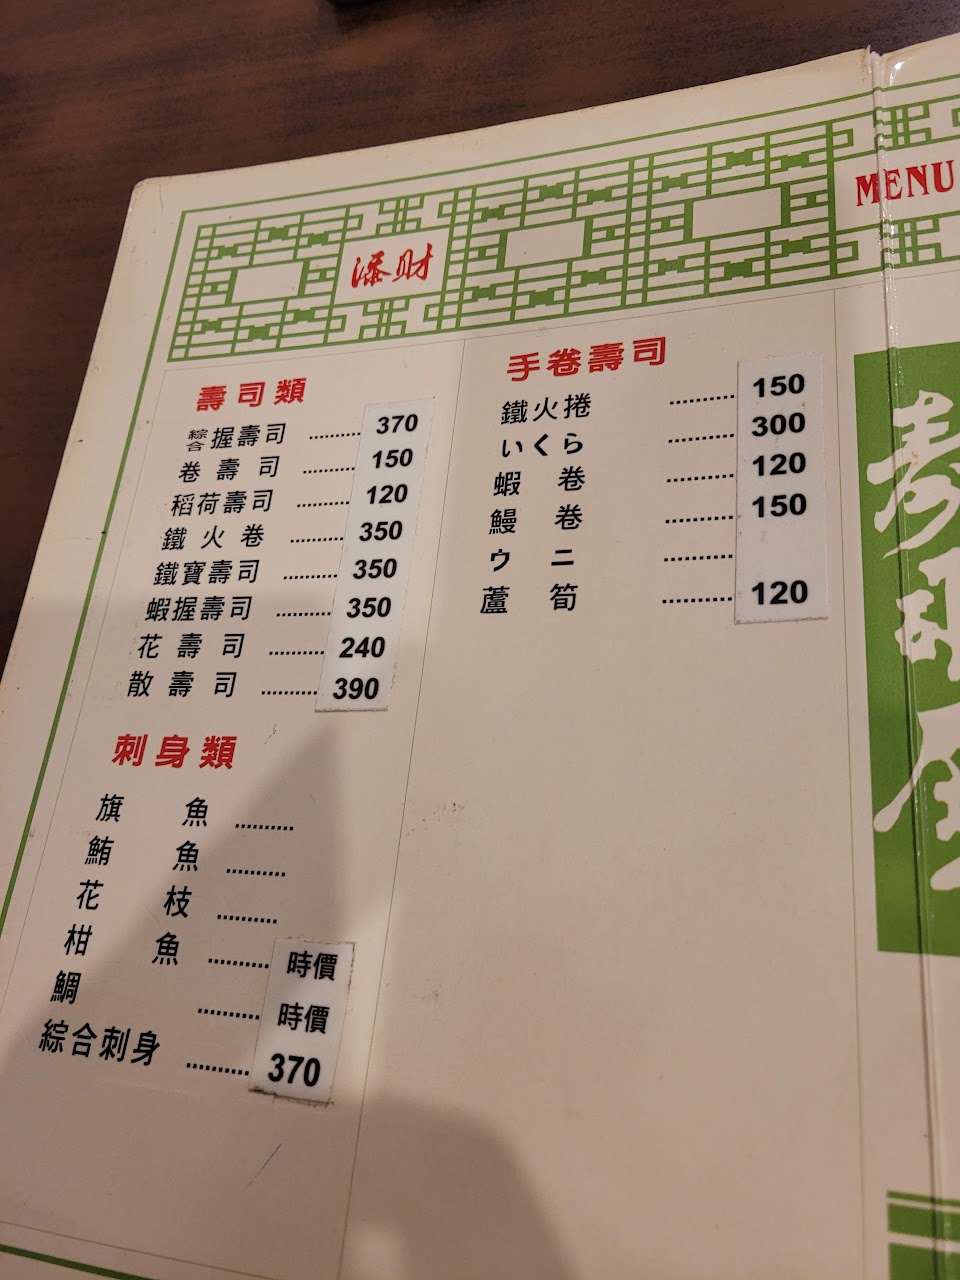 添財
MENU
壽司類
綜合握壽司 .......... 370
卷壽司 .......... 150
稻荷壽司 .......... 120
鐵火卷 .......... 350
鐵寶壽司 .......... 350
蝦握壽司 .......... 350
花壽司 .......... 240
散壽司 .......... 390
刺身類
旗魚 ..........
鮪魚 ..........
花枝 ..........
柑魚 .......... 時價
鯛 .......... 時價
綜合刺身 .......... 370
手卷壽司
鐵火捲 .......... 150
いくら .......... 300
蝦卷 .......... 120
鰻卷 .......... 150
ウニ ..........
蘆筍 .......... 120